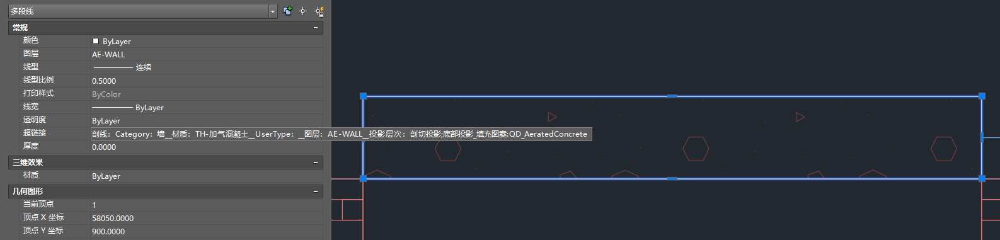 多段线
常规
颜色 ByLayer
图层 AE-WALL
线型 连续
线型比例 0.5000
打印样式 ByColor
线宽 ByLayer
透明度 ByLayer
超链接 剖线：Category：墙__材质：TH-加气混凝土__UserType：__图层：AE-WALL__投影层次：剖切投影;底部投影_填充图案:QD_AeratedConcrete
厚度 0.0000
三维效果
材质 ByLayer
几何图形
当前顶点 1
顶点 X 坐标 58050.0000
顶点 Y 坐标 900.0000